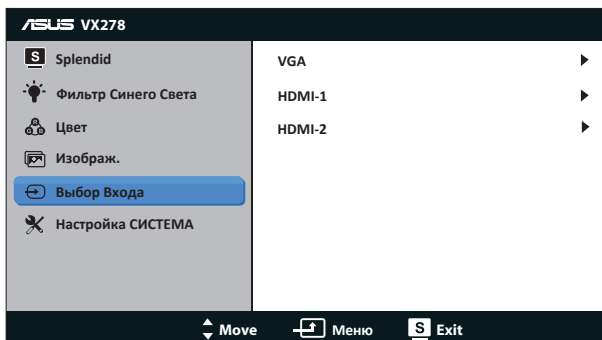 ASUS VX278
S Splendid
Фильтр Синего Света
Цвет
Изображ.
Выбор Входа
Настройка СИСТЕМА
VGA
HDMI-1
HDMI-2
Move Меню S Exit